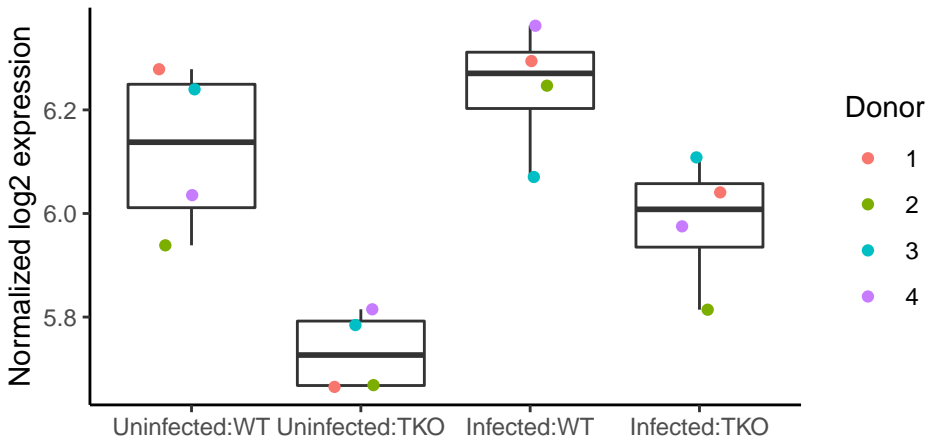 Normalized log2 expression
6.2
6.0
5.8
Uninfected:WT Uninfected:TKO Infected:WT Infected:TKO
Donor
1
2
3
4